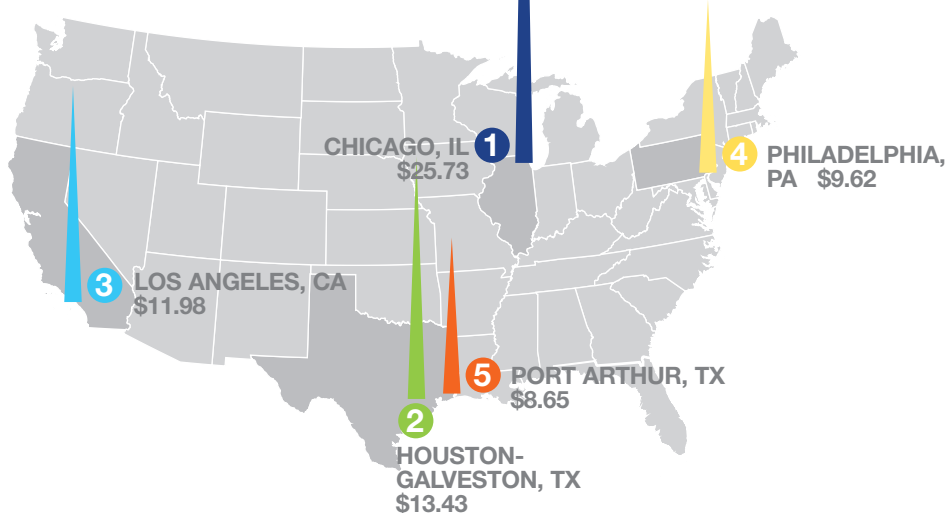 CHICAGO, IL 1
$25.73
4 PHILADELPHIA,
PA $9.62
3 LOS ANGELES, CA
$11.98
5 PORT ARTHUR, TX
$8.65
2
HOUSTON-
GALVESTON, TX
$13.43